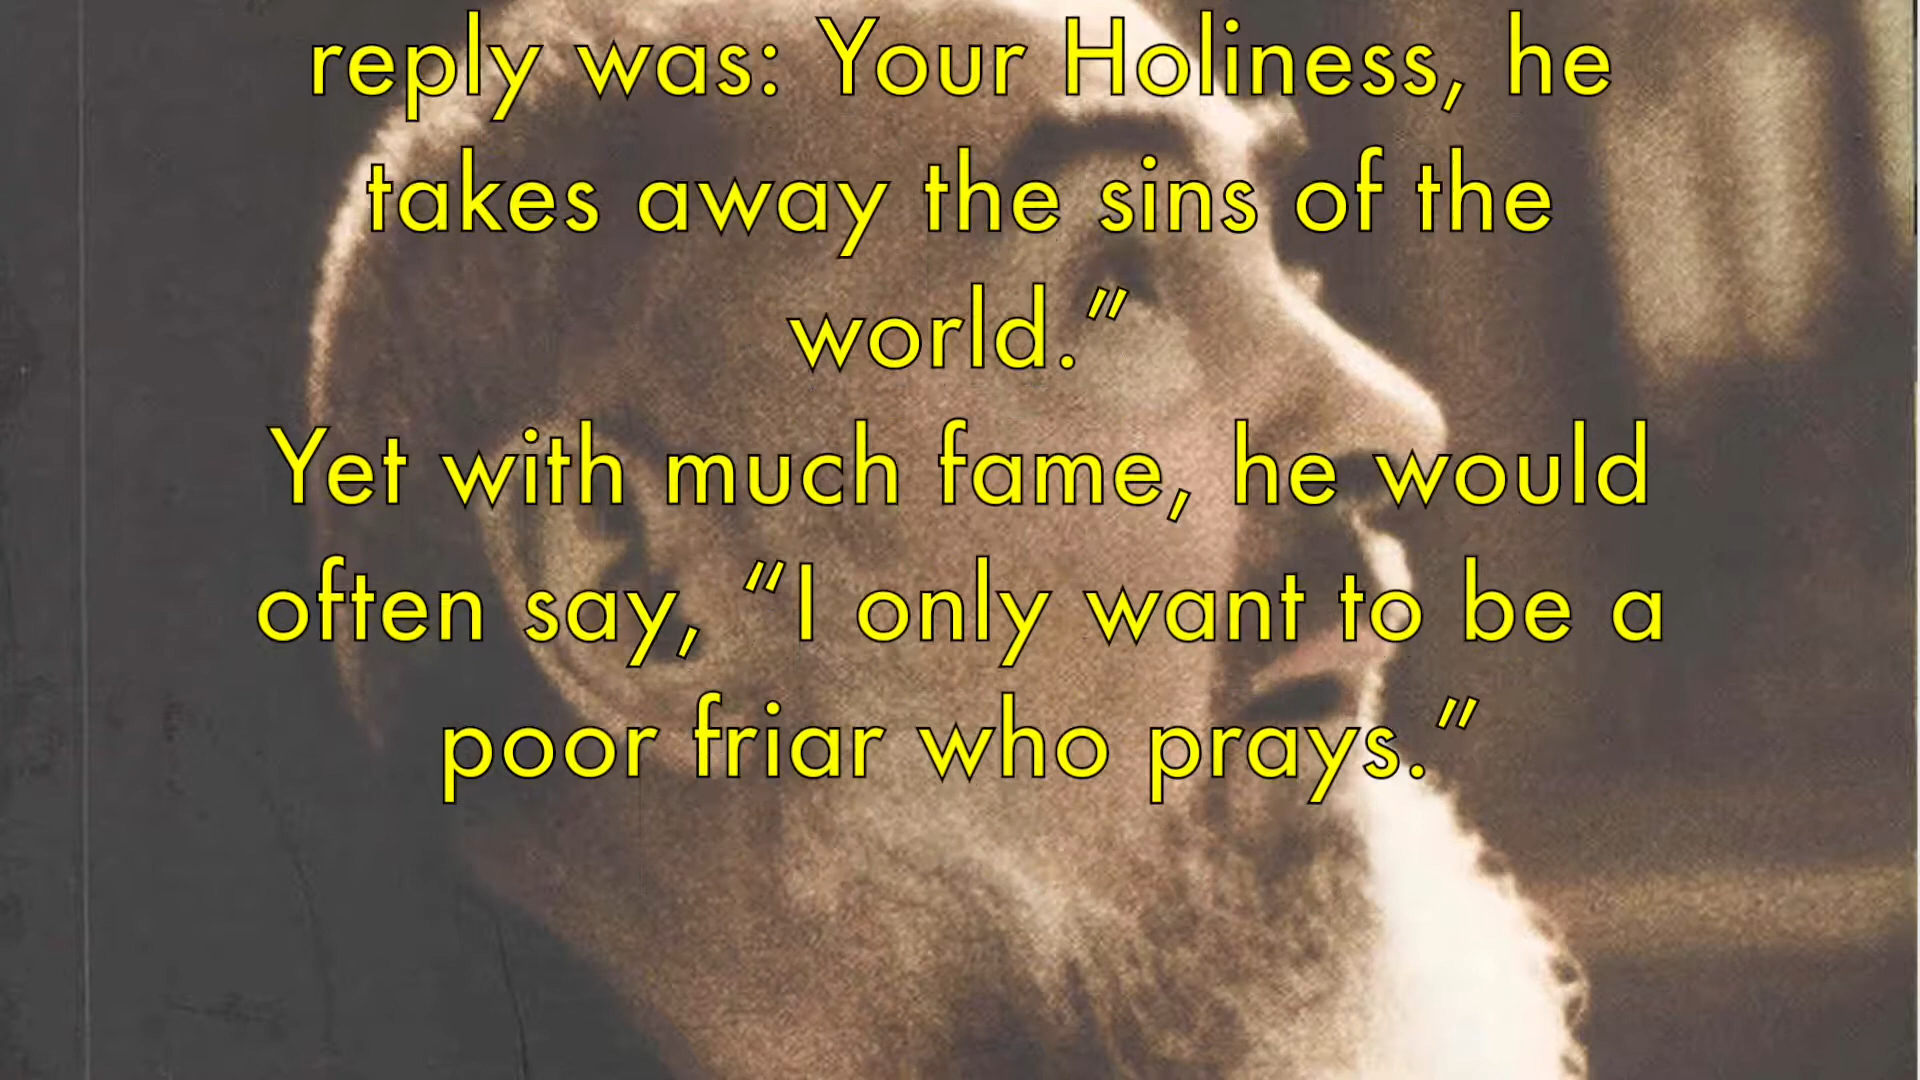 reply was: Your Holiness, he
takes away the sins of the
world.”
Yet with much fame, he would
often say, “I only want to be a
poor friar who prays.”